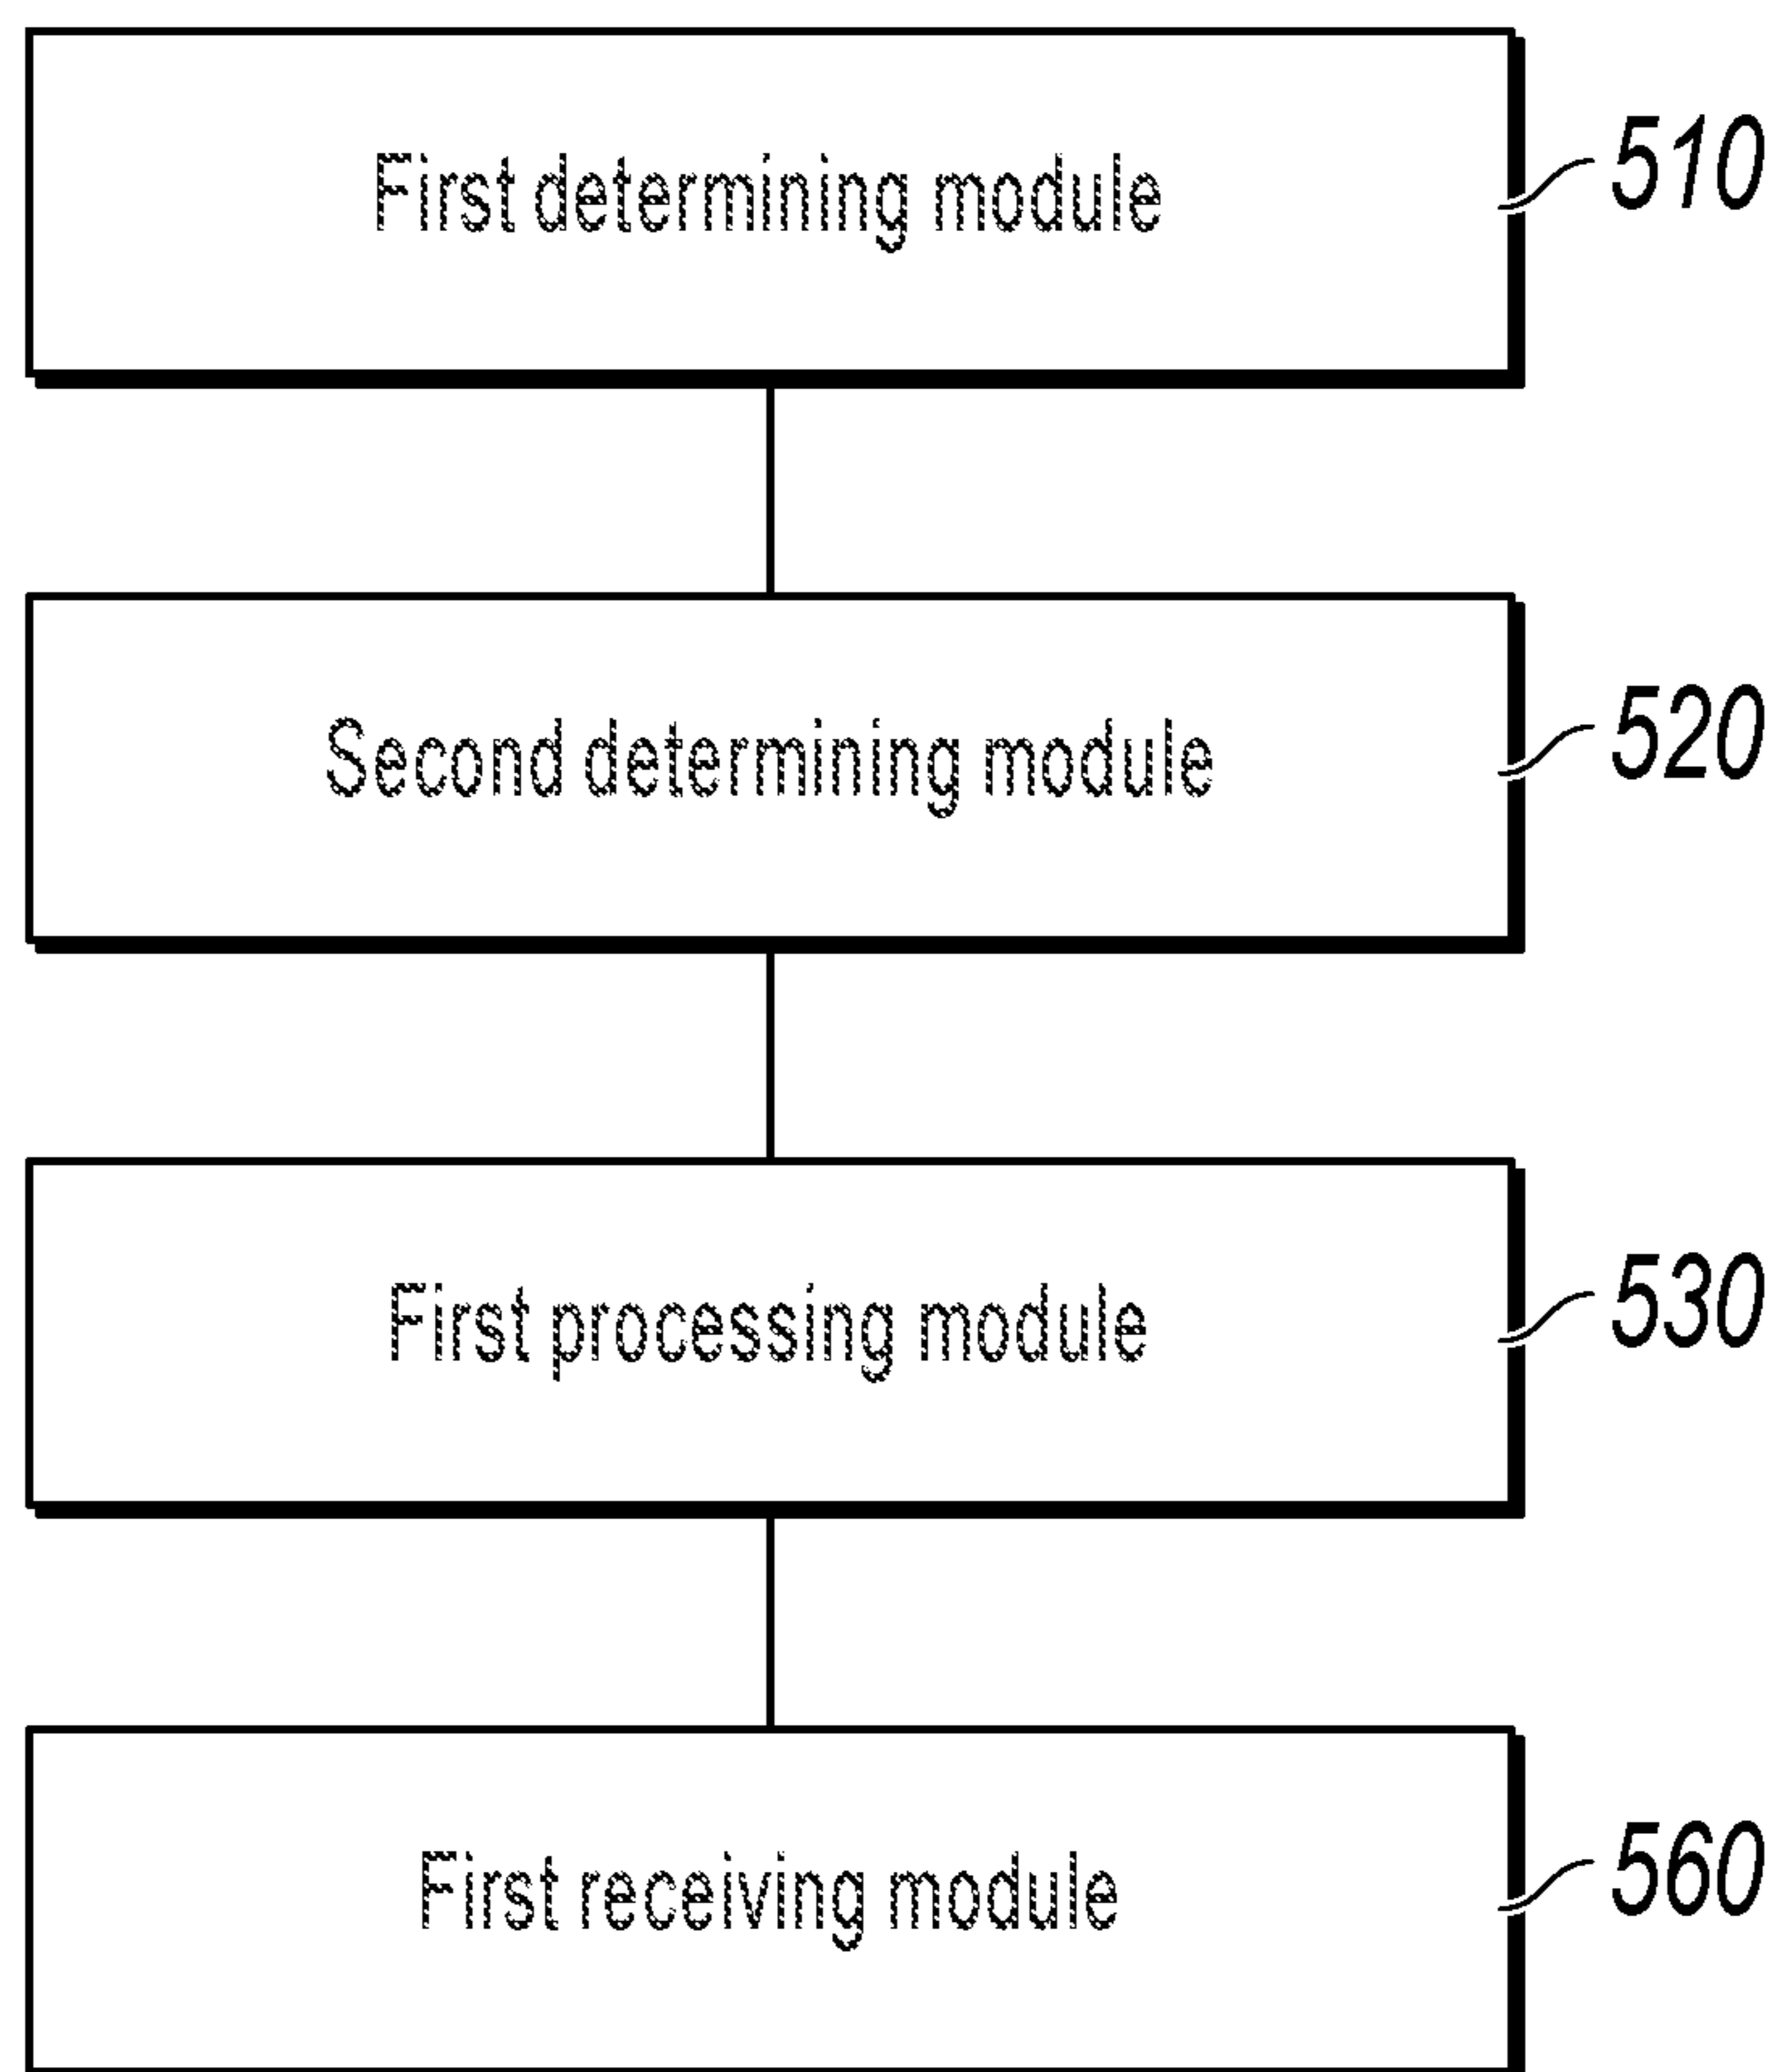 First determining module
510
Second determining module
520
First processing module
530
First receiving module
560